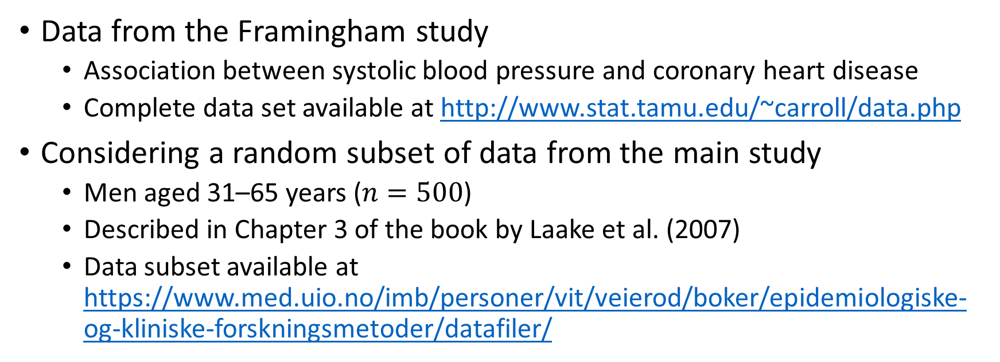 • Data from the Framingham study
• Association between systolic blood pressure and coronary heart disease
• Complete data set available at http://www.stat.tamu.edu/~carroll/data.php
• Considering a random subset of data from the main study
• Men aged 31–65 years (n = 500)
• Described in Chapter 3 of the book by Laake et al. (2007)
• Data subset available at
https://www.med.uio.no/imb/personer/vit/veierod/boker/epidemiologiske-
og-kliniske-forskningsmetoder/datafiler/